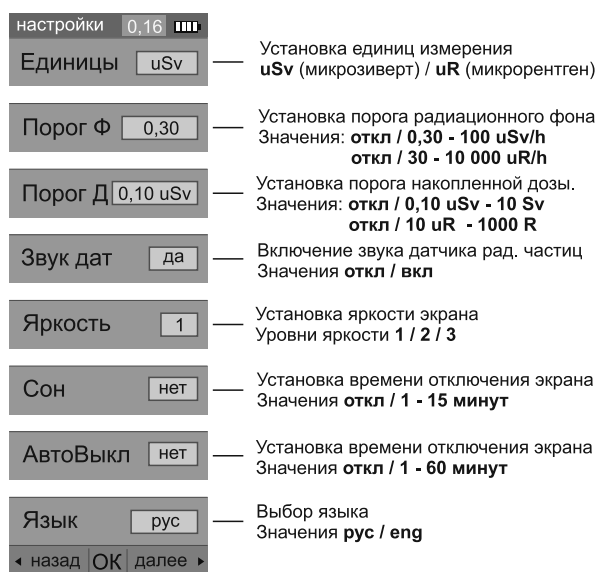 настройки 0,16
Единицы uSv
Установка единиц измерения
uSv (микрозиверт) / uR (микрорентген)
Порог Ф 0,30
Установка порога радиационного фона
Значения: откл / 0,30 - 100 uSv/h
откл / 30 - 10 000 uR/h
Порог Д 0,10 uSv
Установка порога накопленной дозы.
Значения: откл / 0,10 uSv - 10 Sv
откл / 10 uR - 1000 R
Звук дат да
Включение звука датчика рад. частиц
Значения откл / вкл
Яркость 1
Установка яркости экрана
Уровни яркости 1 / 2 / 3
Сон нет
Установка времени отключения экрана
Значения откл / 1 - 15 минут
АвтоВыкл нет
Установка времени отключения экрана
Значения откл / 1 - 60 минут
Язык рус
Выбор языка
Значения рус / eng
назад OK далее